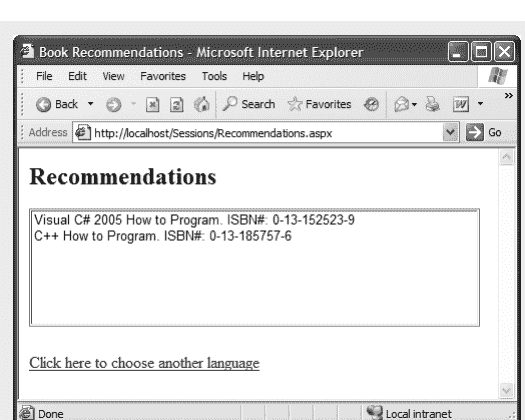 Book Recommendations - Microsoft Internet Explorer
File Edit View Favorites Tools Help
Back Search Favorites W »
Address http://localhost/Sessions/Recommendations.aspx Go
Recommendations
Visual C# 2005 How to Program. ISBN#: 0-13-152523-9
C++ How to Program. ISBN#: 0-13-185757-6
Click here to choose another language
Done Local intranet